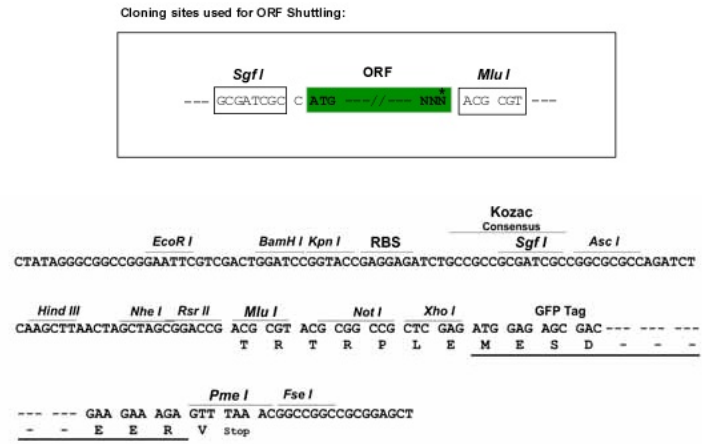 Cloning sites used for ORF Shuttling:
Sgf I ORF Mlu I
--- GCGATCGC C ATG ---//--- NNN* ACG CGT ---
Kozac
Consensus
EcoR I BamH I Kpn I RBS Sgf I Asc I
CTATAGGGCGGCCGGGAATTCGTCGACTGGATCCGGTACCGAGGAGATCTGCCGCCGCGATCGCCGGCGCGCCAGATCT
Hind III Nhe I Rsr II Mlu I Not I Xho I GFP Tag
CAAGCTTAACTAGCTAGCGGACCG ACG CGT ACG CGG CCG CTC GAG ATG GAG AGC GAC--- --- ---
T R T R P L E M E S D - - -
Pme I Fse I
--- --- GAA GAA AGA GTT TAA ACGGCCGGCCGCGGAGCT
- - E E R V Stop